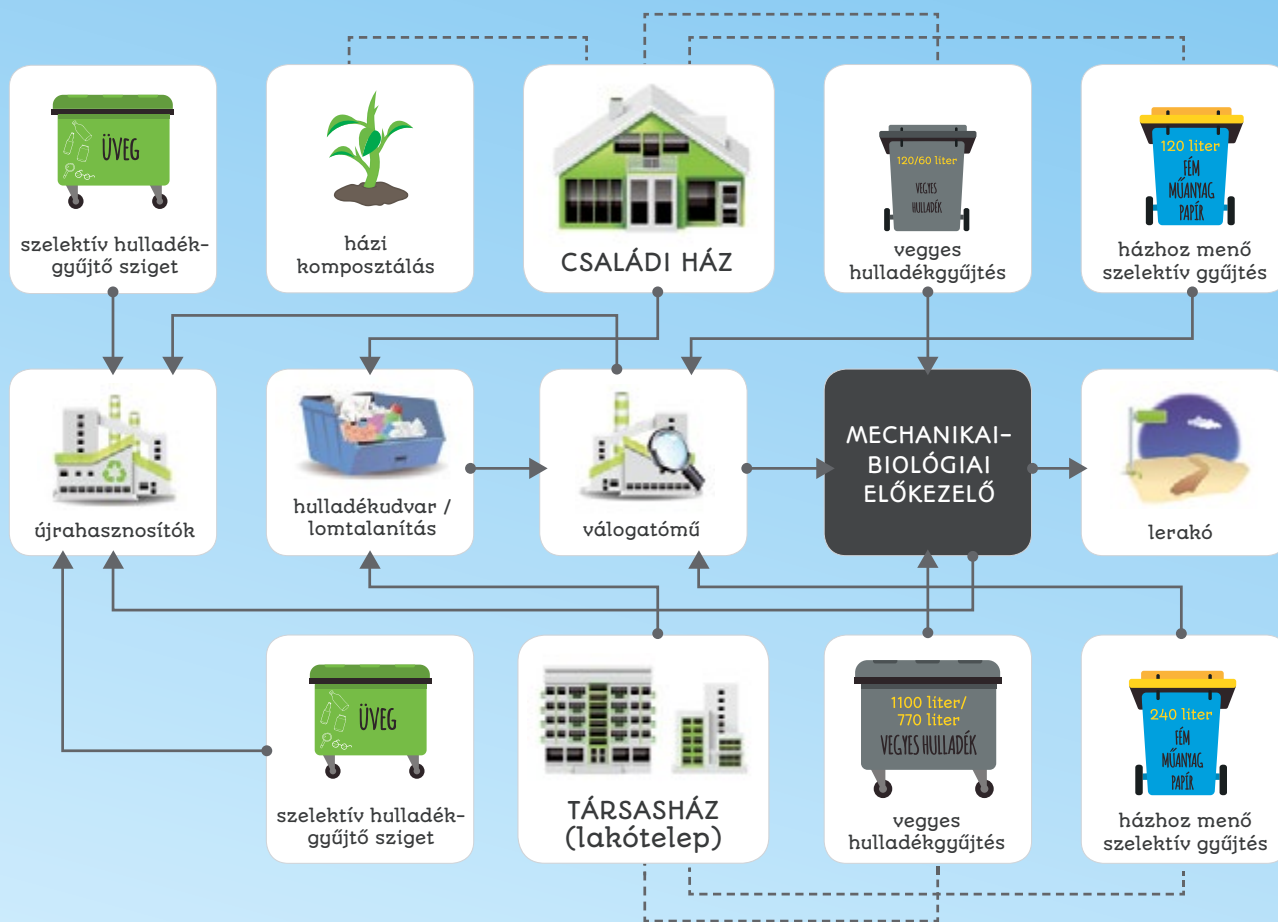 ÜVEG
szelektív hulladék-
gyűjtő sziget
házi
komposztálás
CSALÁDI HÁZ
120/60 liter
VEGYES
HULLADÉK
vegyes
hulladékgyűjtés
120 liter
FÉM
MŰANYAG
PAPÍR
házhoz menő
szelektív gyűjtés
újrahasznosítók
hulladékudvar /
lomtalanítás
válogatómű
MECHANIKAI-
BIOLÓGIAI
ELŐKEZELŐ
lerakó
ÜVEG
szelektív hulladék-
gyűjtő sziget
TÁRSASHÁZ
(lakótelep)
1100 liter/
770 liter
VEGYES HULLADÉK
vegyes
hulladékgyűjtés
240 liter
FÉM
MŰANYAG
PAPÍR
házhoz menő
szelektív gyűjtés